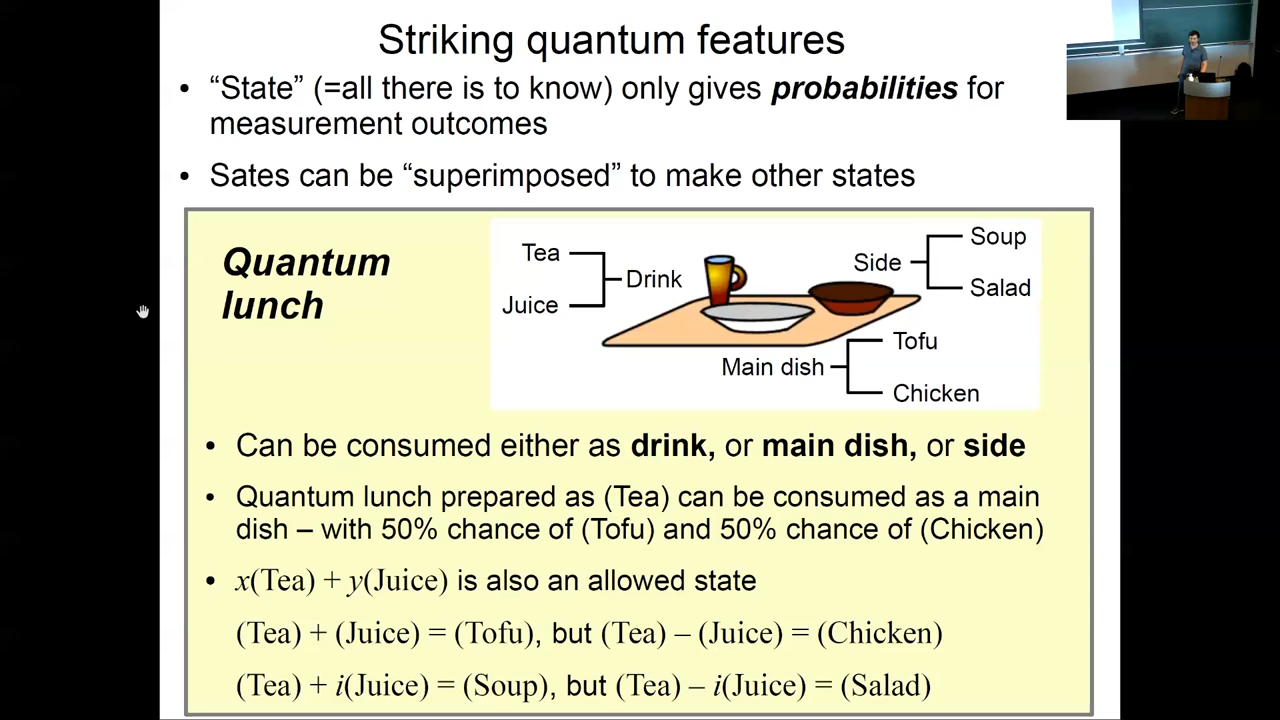 Striking quantum features
• “State” (=all there is to know) only gives probabilities for
measurement outcomes
• Sates can be “superimposed” to make other states
Quantum
lunch
Tea
Juice
Drink
Side
Soup
Salad
Main dish
Tofu
Chicken
• Can be consumed either as drink, or main dish, or side
• Quantum lunch prepared as (Tea) can be consumed as a main
dish – with 50% chance of (Tofu) and 50% chance of (Chicken)
• x(Tea) + y(Juice) is also an allowed state
(Tea) + (Juice) = (Tofu), but (Tea) – (Juice) = (Chicken)
(Tea) + i(Juice) = (Soup), but (Tea) – i(Juice) = (Salad)